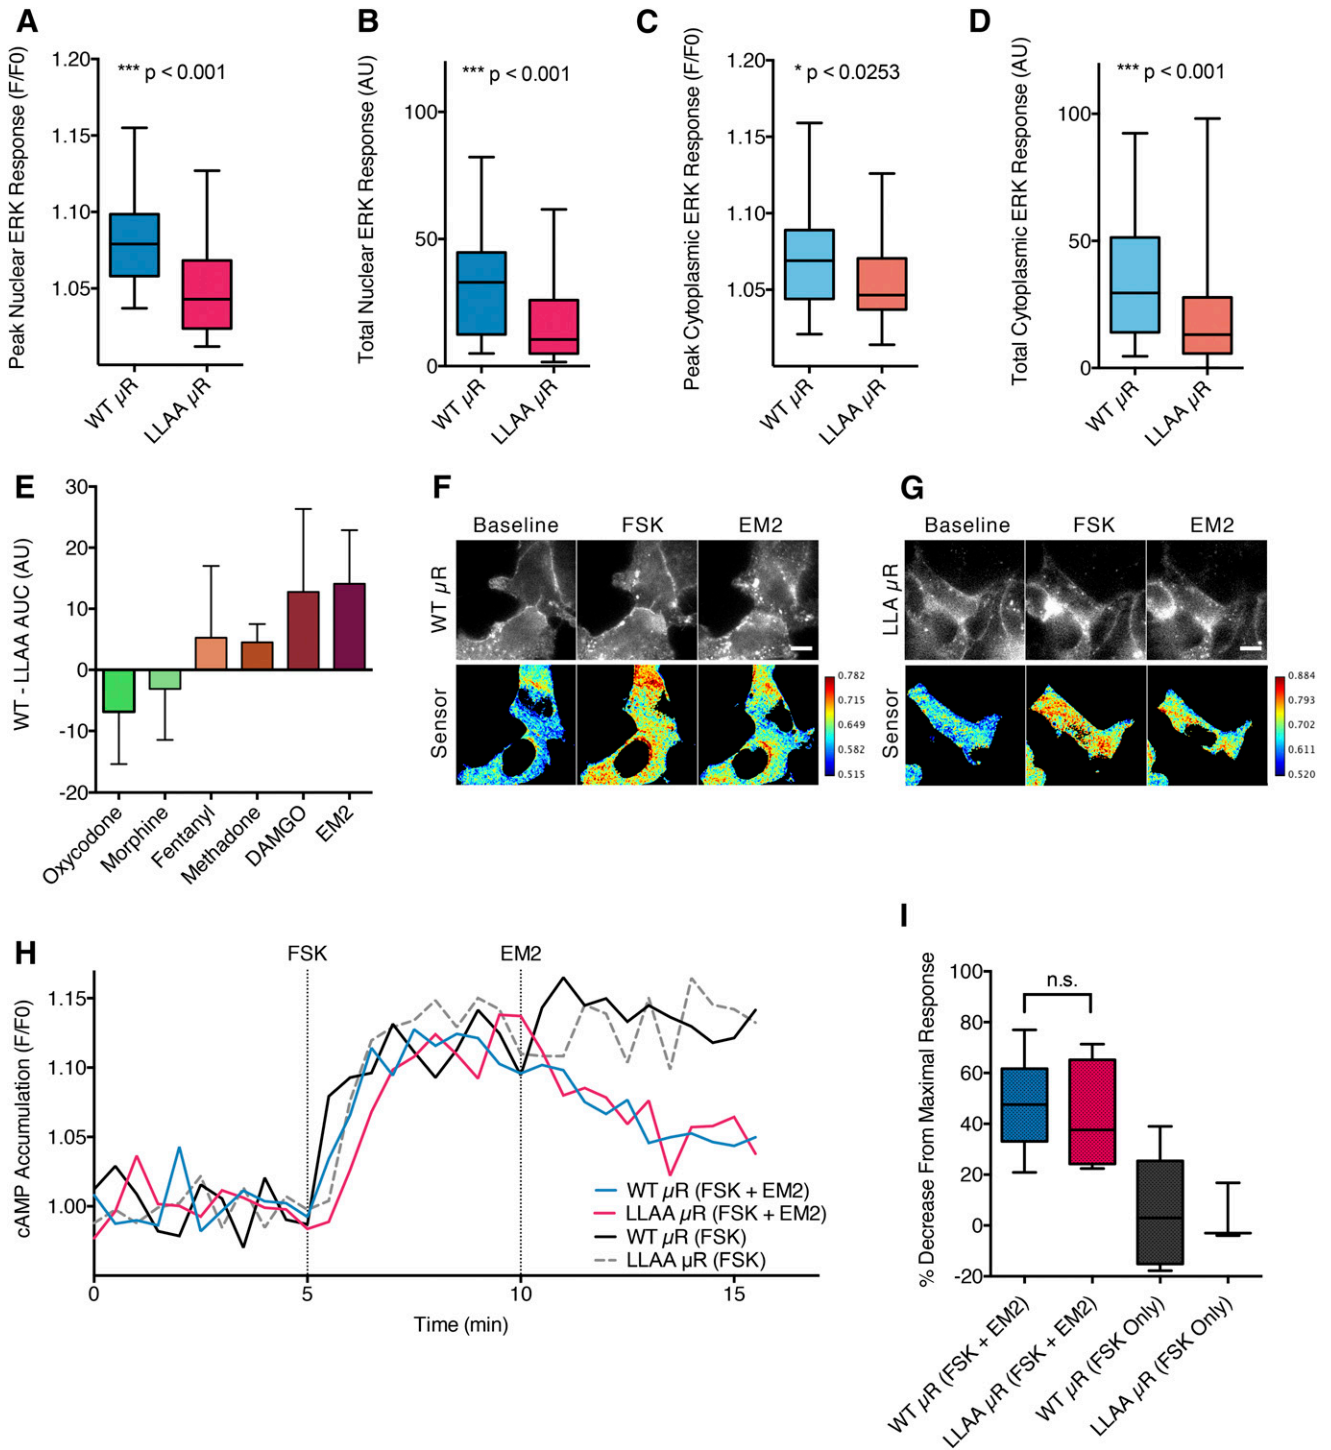 A
Peak Nuclear ERK Response (F/F0)
1.20
1.15
1.10
1.05
*** p < 0.001
WT µR
LLAA µR
B
Total Nuclear ERK Response (AU)
100
50
0
*** p < 0.001
WT µR
LLAA µR
C
Peak Cytoplasmic ERK Response (F/F0)
1.20
1.15
1.10
1.05
* p < 0.0253
WT µR
LLAA µR
D
Total Cytoplasmic ERK Response (AU)
100
50
0
*** p < 0.001
WT µR
LLAA µR
E
WT - LLAA AUC (AU)
30
20
10
0
-10
-20
Oxycodone
Morphine
Fentanyl
Methadone
DAMGO
EM2
F
Baseline FSK EM2
WT µR
Sensor
0.782
0.715
0.649
0.582
0.515
G
Baseline FSK EM2
LLA µR
Sensor
0.884
0.793
0.702
0.611
0.520
H
FSK EM2
cAMP Accumulation (F/F0)
1.15
1.10
1.05
1.00
WT µR (FSK + EM2)
LLAA µR (FSK + EM2)
WT µR (FSK)
LLAA µR (FSK)
0 5 10 15
Time (min)
I
% Decrease From Maximal Response
100
80
60
40
20
0
-20
n.s.
WT µR (FSK + EM2)
LLAA µR (FSK + EM2)
WT µR (FSK Only)
LLAA µR (FSK Only)